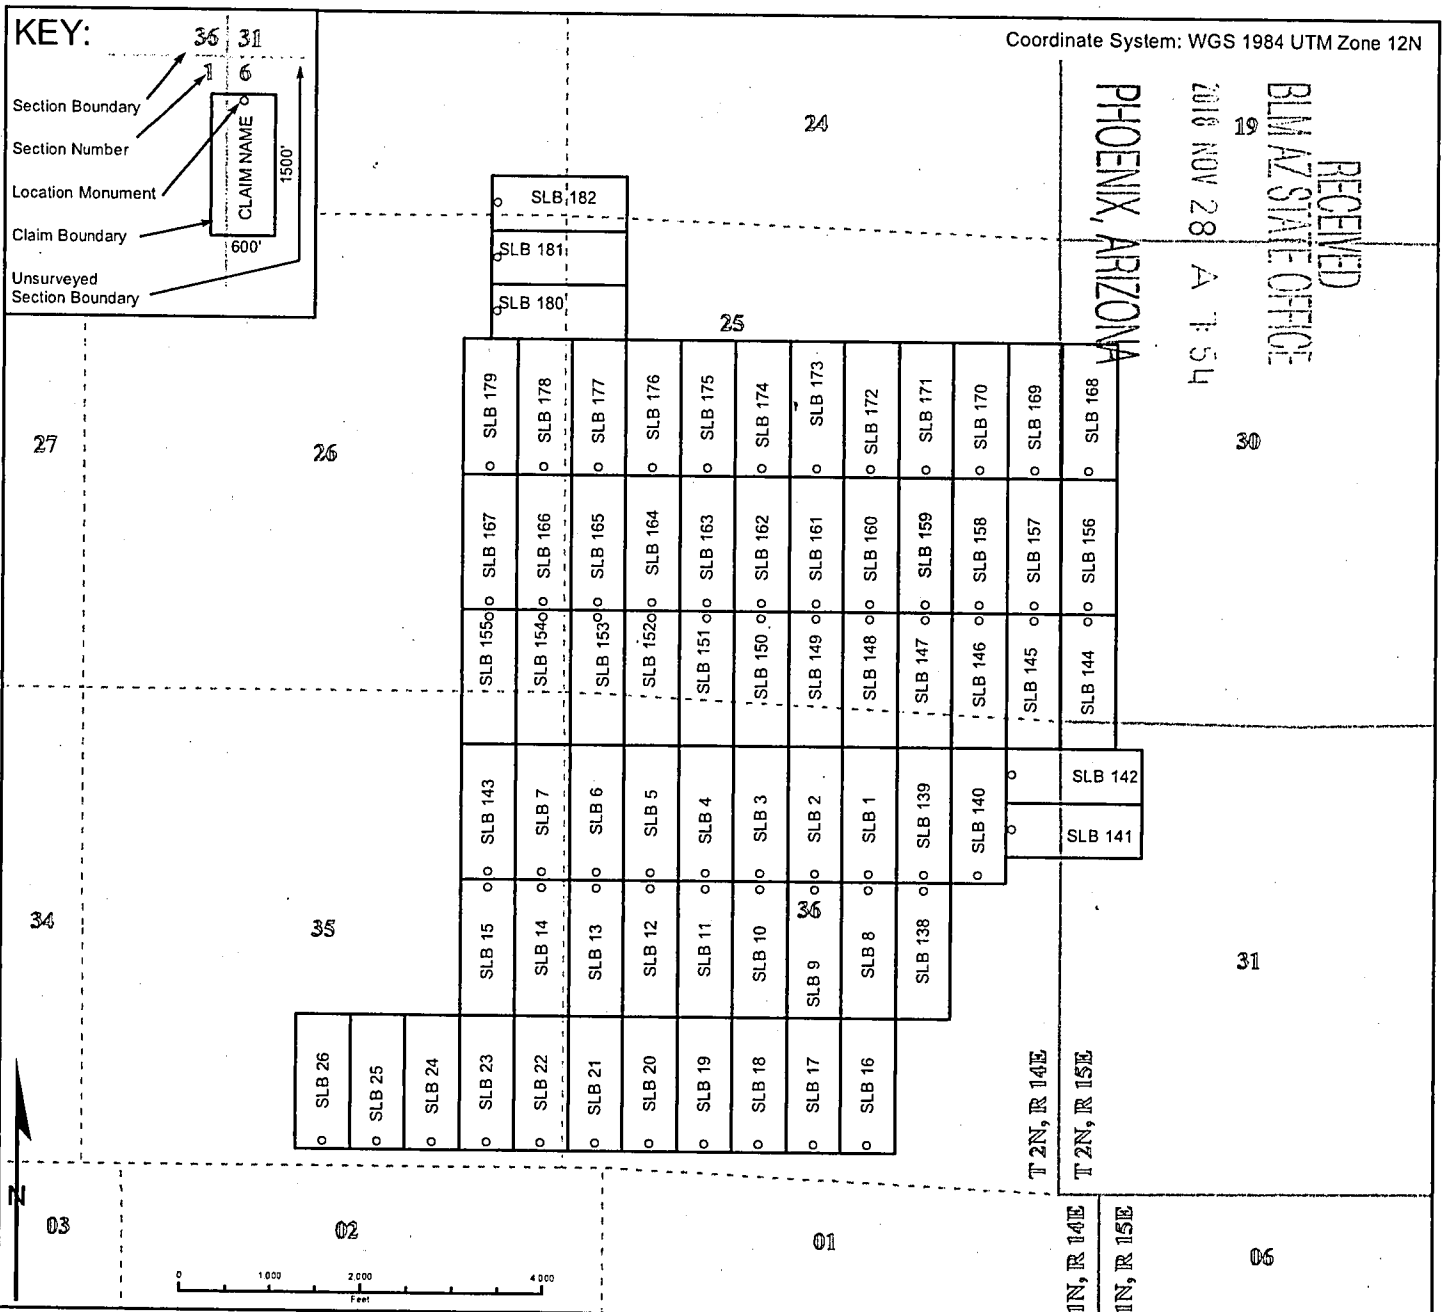 KEY:
36 31
1 6
Section Boundary
Section Number
Location Monument
Claim Boundary
Unsurveyed
Section Boundary
CLAIM NAME
1500'
600'
Coordinate System: WGS 1984 UTM Zone 12N
RECEIVED
BLM AZ STATE OFFICE
2018 NOV 28 A 7:54
PHOENIX, ARIZONA
24
19
SLB 182
SLB 181
SLB 180
25
27
26
30
SLB 179
SLB 178
SLB 177
SLB 176
SLB 175
SLB 174
SLB 173
SLB 172
SLB 171
SLB 170
SLB 169
SLB 168
SLB 167
SLB 166
SLB 165
SLB 164
SLB 163
SLB 162
SLB 161
SLB 160
SLB 159
SLB 158
SLB 157
SLB 156
SLB 155
SLB 154
SLB 153
SLB 152
SLB 151
SLB 150
SLB 149
SLB 148
SLB 147
SLB 146
SLB 145
SLB 144
SLB 143
SLB 7
SLB 6
SLB 5
SLB 4
SLB 3
SLB 2
SLB 1
SLB 139
SLB 140
SLB 142
SLB 141
34
35
36
31
SLB 15
SLB 14
SLB 13
SLB 12
SLB 11
SLB 10
SLB 9
SLB 8
SLB 138
SLB 26
SLB 25
SLB 24
SLB 23
SLB 22
SLB 21
SLB 20
SLB 19
SLB 18
SLB 17
SLB 16
T 2N, R 14E
T 2N, R 15E
N
03
02
01
06
1N, R 14E
1N, R 15E
0 1 000 2,000 4 000
Feet